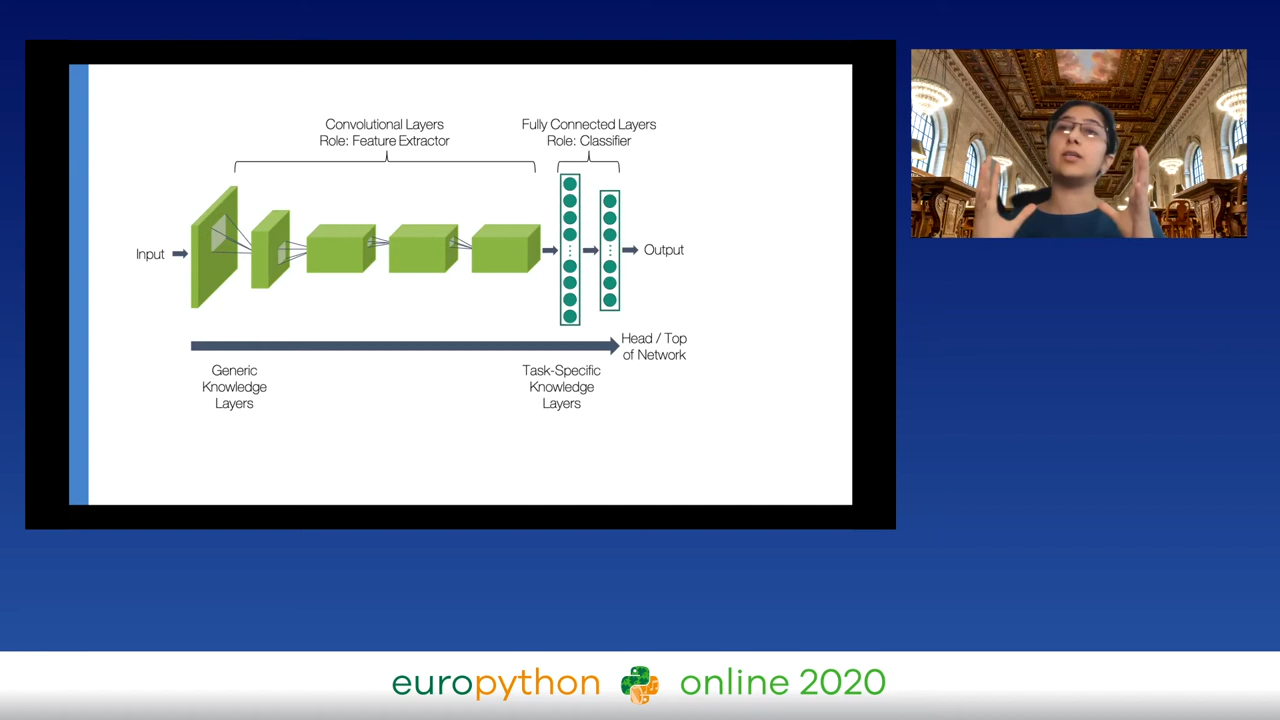 Convolutional Layers
Role: Feature Extractor
Fully Connected Layers
Role: Classifier
Input
Output
Head / Top
of Network
Generic
Knowledge
Layers
Task-Specific
Knowledge
Layers
europython online 2020